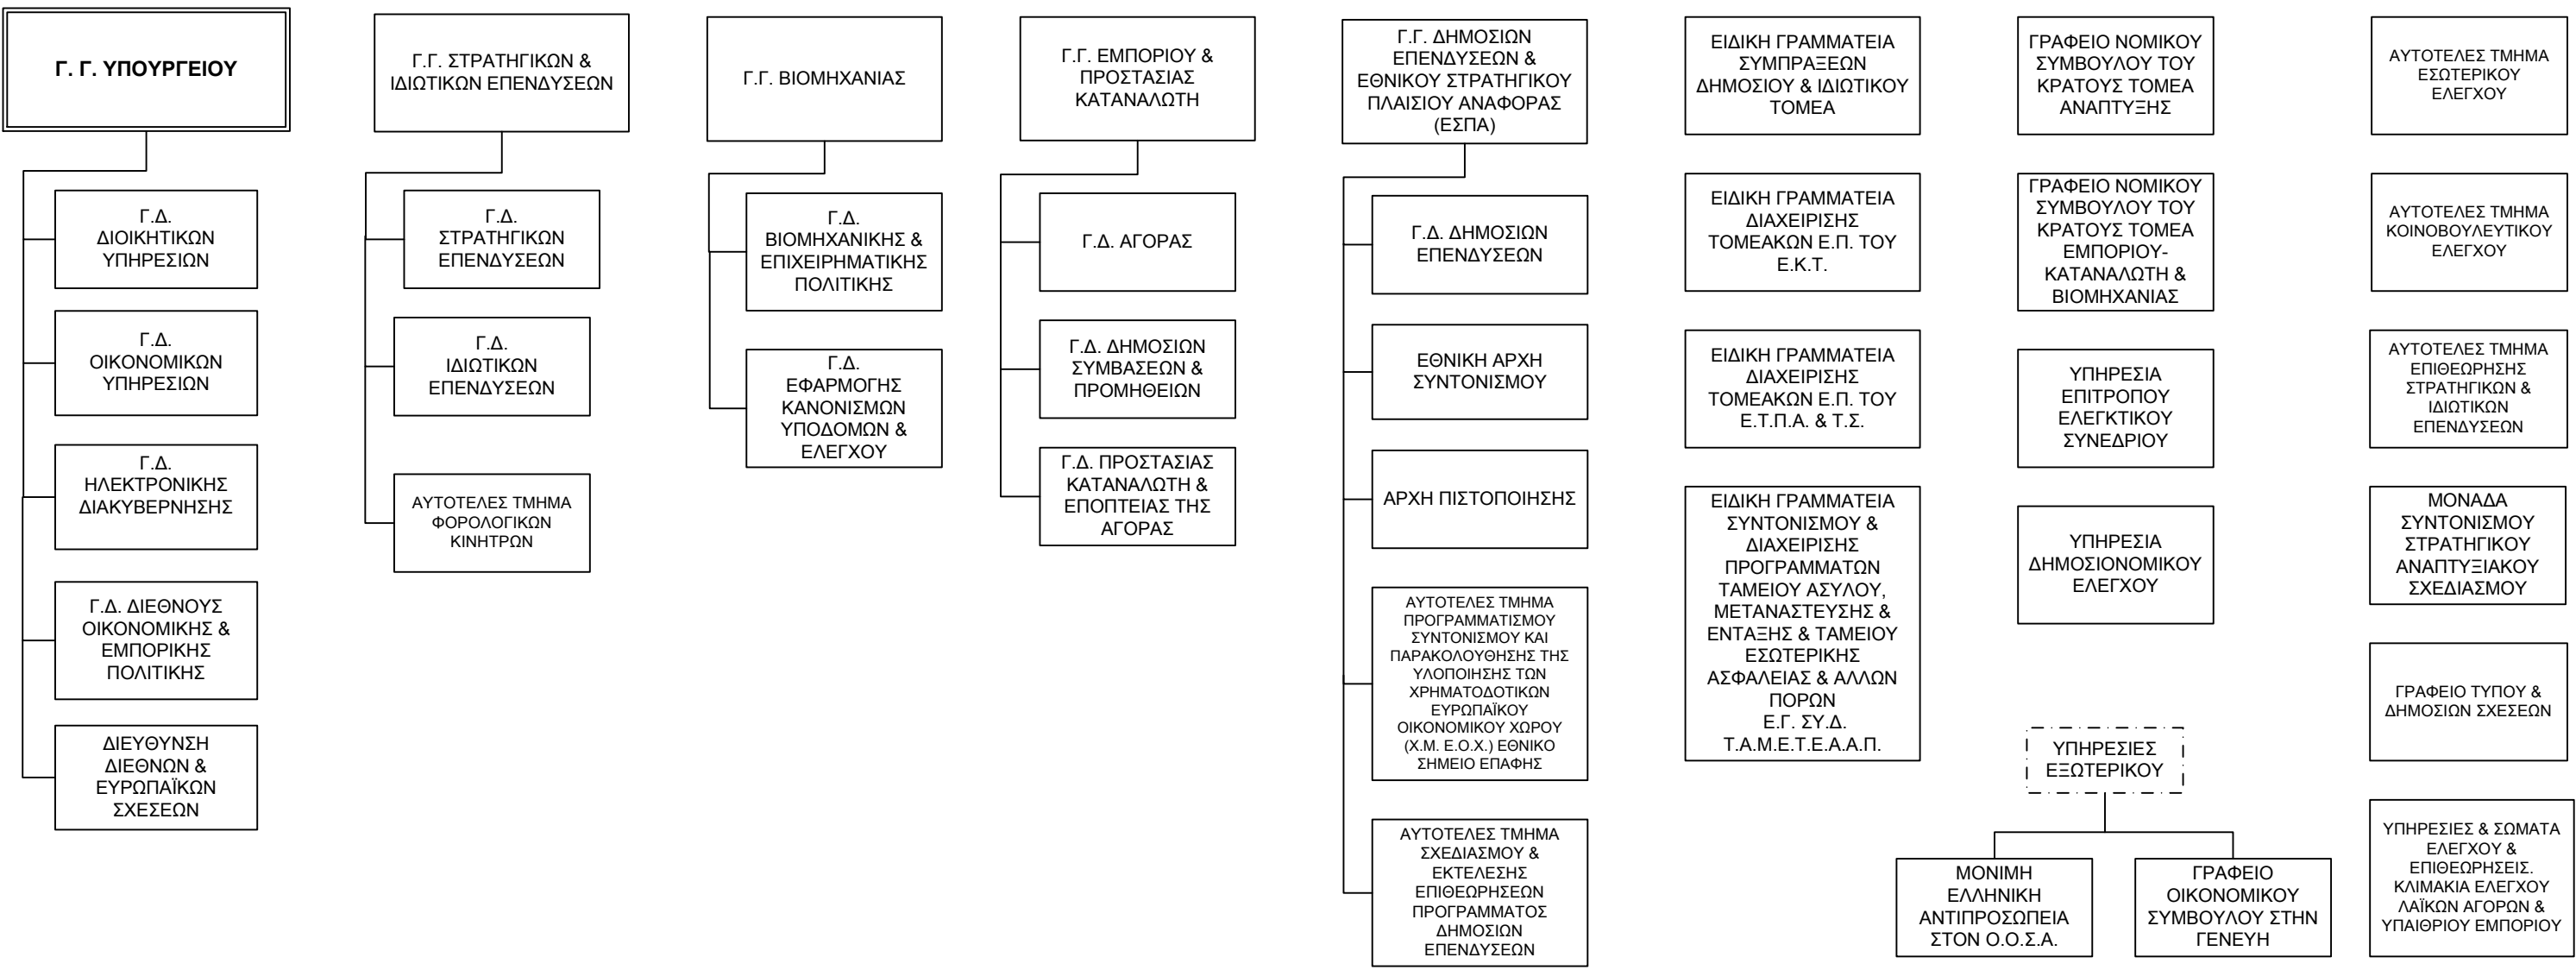 Γ. Γ. ΥΠΟΥΡΓΕΙΟΥ
Γ.Δ.
ΔΙΟΙΚΗΤΙΚΩΝ
ΥΠΗΡΕΣΙΩΝ
Γ.Δ.
ΟΙΚΟΝΟΜΙΚΩΝ
ΥΠΗΡΕΣΙΩΝ
Γ.Δ.
ΗΛΕΚΤΡΟΝΙΚΗΣ
ΔΙΑΚΥΒΕΡΝΗΣΗΣ
Γ.Δ. ΔΙΕΘΝΟΥΣ
ΟΙΚΟΝΟΜΙΚΗΣ &
ΕΜΠΟΡΙΚΗΣ
ΠΟΛΙΤΙΚΗΣ
ΔΙΕΥΘΥΝΣΗ
ΔΙΕΘΝΩΝ &
ΕΥΡΩΠΑΪΚΩΝ
ΣΧΕΣΕΩΝ
Γ.Γ. ΣΤΡΑΤΗΓΙΚΩΝ &
ΙΔΙΩΤΙΚΩΝ ΕΠΕΝΔΥΣΕΩΝ
Γ.Δ.
ΣΤΡΑΤΗΓΙΚΩΝ
ΕΠΕΝΔΥΣΕΩΝ
Γ.Δ.
ΙΔΙΩΤΙΚΩΝ
ΕΠΕΝΔΥΣΕΩΝ
ΑΥΤΟΤΕΛΕΣ ΤΜΗΜΑ
ΦΟΡΟΛΟΓΙΚΩΝ
ΚΙΝΗΤΡΩΝ
Γ.Γ. ΒΙΟΜΗΧΑΝΙΑΣ
Γ.Δ.
ΒΙΟΜΗΧΑΝΙΚΗΣ &
ΕΠΙΧΕΙΡΗΜΑΤΙΚΗΣ
ΠΟΛΙΤΙΚΗΣ
Γ.Δ.
ΕΦΑΡΜΟΓΗΣ
ΚΑΝΟΝΙΣΜΩΝ
ΥΠΟΔΟΜΩΝ &
ΕΛΕΓΧΟΥ
Γ.Γ. ΕΜΠΟΡΙΟΥ &
ΠΡΟΣΤΑΣΙΑΣ
ΚΑΤΑΝΑΛΩΤΗ
Γ.Δ. ΑΓΟΡΑΣ
Γ.Δ. ΔΗΜΟΣΙΩΝ
ΣΥΜΒΑΣΕΩΝ &
ΠΡΟΜΗΘΕΙΩΝ
Γ.Δ. ΠΡΟΣΤΑΣΙΑΣ
ΚΑΤΑΝΑΛΩΤΗ &
ΕΠΟΠΤΕΙΑΣ ΤΗΣ
ΑΓΟΡΑΣ
Γ.Γ. ΔΗΜΟΣΙΩΝ
ΕΠΕΝΔΥΣΕΩΝ &
ΕΘΝΙΚΟΥ ΣΤΡΑΤΗΓΙΚΟΥ
ΠΛΑΙΣΙΟΥ ΑΝΑΦΟΡΑΣ
(ΕΣΠΑ)
Γ.Δ. ΔΗΜΟΣΙΩΝ
ΕΠΕΝΔΥΣΕΩΝ
ΕΘΝΙΚΗ ΑΡΧΗ
ΣΥΝΤΟΝΙΣΜΟΥ
ΑΡΧΗ ΠΙΣΤΟΠΟΙΗΣΗΣ
ΑΥΤΟΤΕΛΕΣ ΤΜΗΜΑ
ΠΡΟΓΡΑΜΜΑΤΙΣΜΟΥ
ΣΥΝΤΟΝΙΣΜΟΥ ΚΑΙ
ΠΑΡΑΚΟΛΟΥΘΗΣΗΣ ΤΗΣ
ΥΛΟΠΟΙΗΣΗΣ ΤΩΝ
ΧΡΗΜΑΤΟΔΟΤΙΚΩΝ
ΕΥΡΩΠΑΪΚΟΥ
ΟΙΚΟΝΟΜΙΚΟΥ ΧΩΡΟΥ
(Χ.Μ. Ε.Ο.Χ.) ΕΘΝΙΚΟ
ΣΗΜΕΙΟ ΕΠΑΦΗΣ
ΑΥΤΟΤΕΛΕΣ ΤΜΗΜΑ
ΣΧΕΔΙΑΣΜΟΥ &
ΕΚΤΕΛΕΣΗΣ
ΕΠΙΘΕΩΡΗΣΕΩΝ
ΠΡΟΓΡΑΜΜΑΤΟΣ
ΔΗΜΟΣΙΩΝ
ΕΠΕΝΔΥΣΕΩΝ
ΕΙΔΙΚΗ ΓΡΑΜΜΑΤΕΙΑ
ΣΥΜΠΡΑΞΕΩΝ
ΔΗΜΟΣΙΟΥ & ΙΔΙΩΤΙΚΟΥ
ΤΟΜΕΑ
ΕΙΔΙΚΗ ΓΡΑΜΜΑΤΕΙΑ
ΔΙΑΧΕΙΡΙΣΗΣ
ΤΟΜΕΑΚΩΝ Ε.Π. ΤΟΥ
Ε.Κ.Τ.
ΕΙΔΙΚΗ ΓΡΑΜΜΑΤΕΙΑ
ΔΙΑΧΕΙΡΙΣΗΣ
ΤΟΜΕΑΚΩΝ Ε.Π. ΤΟΥ
Ε.Τ.Π.Α. & Τ.Σ.
ΕΙΔΙΚΗ ΓΡΑΜΜΑΤΕΙΑ
ΣΥΝΤΟΝΙΣΜΟΥ &
ΔΙΑΧΕΙΡΙΣΗΣ
ΠΡΟΓΡΑΜΜΑΤΩΝ
ΤΑΜΕΙΟΥ ΑΣΥΛΟΥ,
ΜΕΤΑΝΑΣΤΕΥΣΗΣ &
ΕΝΤΑΞΗΣ & ΤΑΜΕΙΟΥ
ΕΣΩΤΕΡΙΚΗΣ
ΑΣΦΑΛΕΙΑΣ & ΑΛΛΩΝ
ΠΟΡΩΝ
Ε.Γ. ΣΥ.Δ.
Τ.Α.Μ.Ε.Τ.Ε.Α.Α.Π.
ΓΡΑΦΕΙΟ ΝΟΜΙΚΟΥ
ΣΥΜΒΟΥΛΟΥ ΤΟΥ
ΚΡΑΤΟΥΣ ΤΟΜΕΑ
ΑΝΑΠΤΥΞΗΣ
ΓΡΑΦΕΙΟ ΝΟΜΙΚΟΥ
ΣΥΜΒΟΥΛΟΥ ΤΟΥ
ΚΡΑΤΟΥΣ ΤΟΜΕΑ
ΕΜΠΟΡΙΟΥ-
ΚΑΤΑΝΑΛΩΤΗ &
ΒΙΟΜΗΧΑΝΙΑΣ
ΥΠΗΡΕΣΙΑ
ΕΠΙΤΡΟΠΟΥ
ΕΛΕΓΚΤΙΚΟΥ
ΣΥΝΕΔΡΙΟΥ
ΥΠΗΡΕΣΙΑ
ΔΗΜΟΣΙΟΝΟΜΙΚΟΥ
ΕΛΕΓΧΟΥ
ΥΠΗΡΕΣΙΕΣ
ΕΞΩΤΕΡΙΚΟΥ
ΜΟΝΙΜΗ
ΕΛΛΗΝΙΚΗ
ΑΝΤΙΠΡΟΣΩΠΕΙΑ
ΣΤΟΝ Ο.Ο.Σ.Α.
ΓΡΑΦΕΙΟ
ΟΙΚΟΝΟΜΙΚΟΥ
ΣΥΜΒΟΥΛΟΥ ΣΤΗΝ
ΓΕΝΕΥΗ
ΑΥΤΟΤΕΛΕΣ ΤΜΗΜΑ
ΕΣΩΤΕΡΙΚΟΥ
ΕΛΕΓΧΟΥ
ΑΥΤΟΤΕΛΕΣ ΤΜΗΜΑ
ΚΟΙΝΟΒΟΥΛΕΥΤΙΚΟΥ
ΕΛΕΓΧΟΥ
ΑΥΤΟΤΕΛΕΣ ΤΜΗΜΑ
ΕΠΙΘΕΩΡΗΣΗΣ
ΣΤΡΑΤΗΓΙΚΩΝ &
ΙΔΙΩΤΙΚΩΝ
ΕΠΕΝΔΥΣΕΩΝ
ΜΟΝΑΔΑ
ΣΥΝΤΟΝΙΣΜΟΥ
ΣΤΡΑΤΗΓΙΚΟΥ
ΑΝΑΠΤΥΞΙΑΚΟΥ
ΣΧΕΔΙΑΣΜΟΥ
ΓΡΑΦΕΙΟ ΤΥΠΟΥ &
ΔΗΜΟΣΙΩΝ ΣΧΕΣΕΩΝ
ΥΠΗΡΕΣΙΕΣ & ΣΩΜΑΤΑ
ΕΛΕΓΧΟΥ &
ΕΠΙΘΕΩΡΗΣΕΙΣ.
ΚΛΙΜΑΚΙΑ ΕΛΕΓΧΟΥ
ΛΑΪΚΩΝ ΑΓΟΡΩΝ &
ΥΠΑΙΘΡΙΟΥ ΕΜΠΟΡΙΟΥ